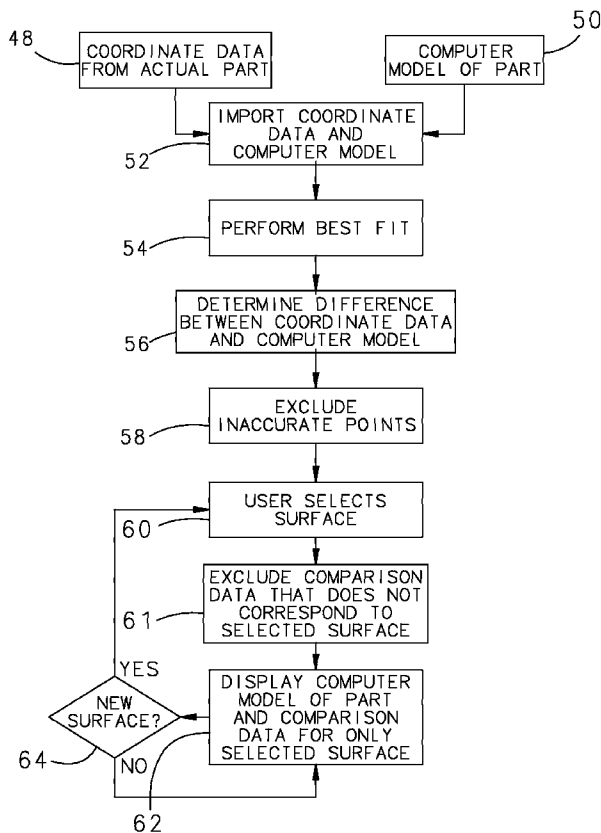 48
COORDINATE DATA
FROM ACTUAL PART
50
COMPUTER
MODEL OF PART
IMPORT COORDINATE
DATA AND
COMPUTER MODEL
52
PERFORM BEST FIT
54
DETERMINE DIFFERENCE
BETWEEN COORDINATE DATA
AND COMPUTER MODEL
56
EXCLUDE
INACCURATE POINTS
58
USER SELECTS
SURFACE
60
EXCLUDE COMPARISON
DATA THAT DOES NOT
CORRESPOND TO
SELECTED SURFACE
61
YES
DISPLAY COMPUTER
MODEL OF PART
AND COMPARISON
DATA FOR ONLY
SELECTED SURFACE
NEW
SURFACE?
64
NO
62